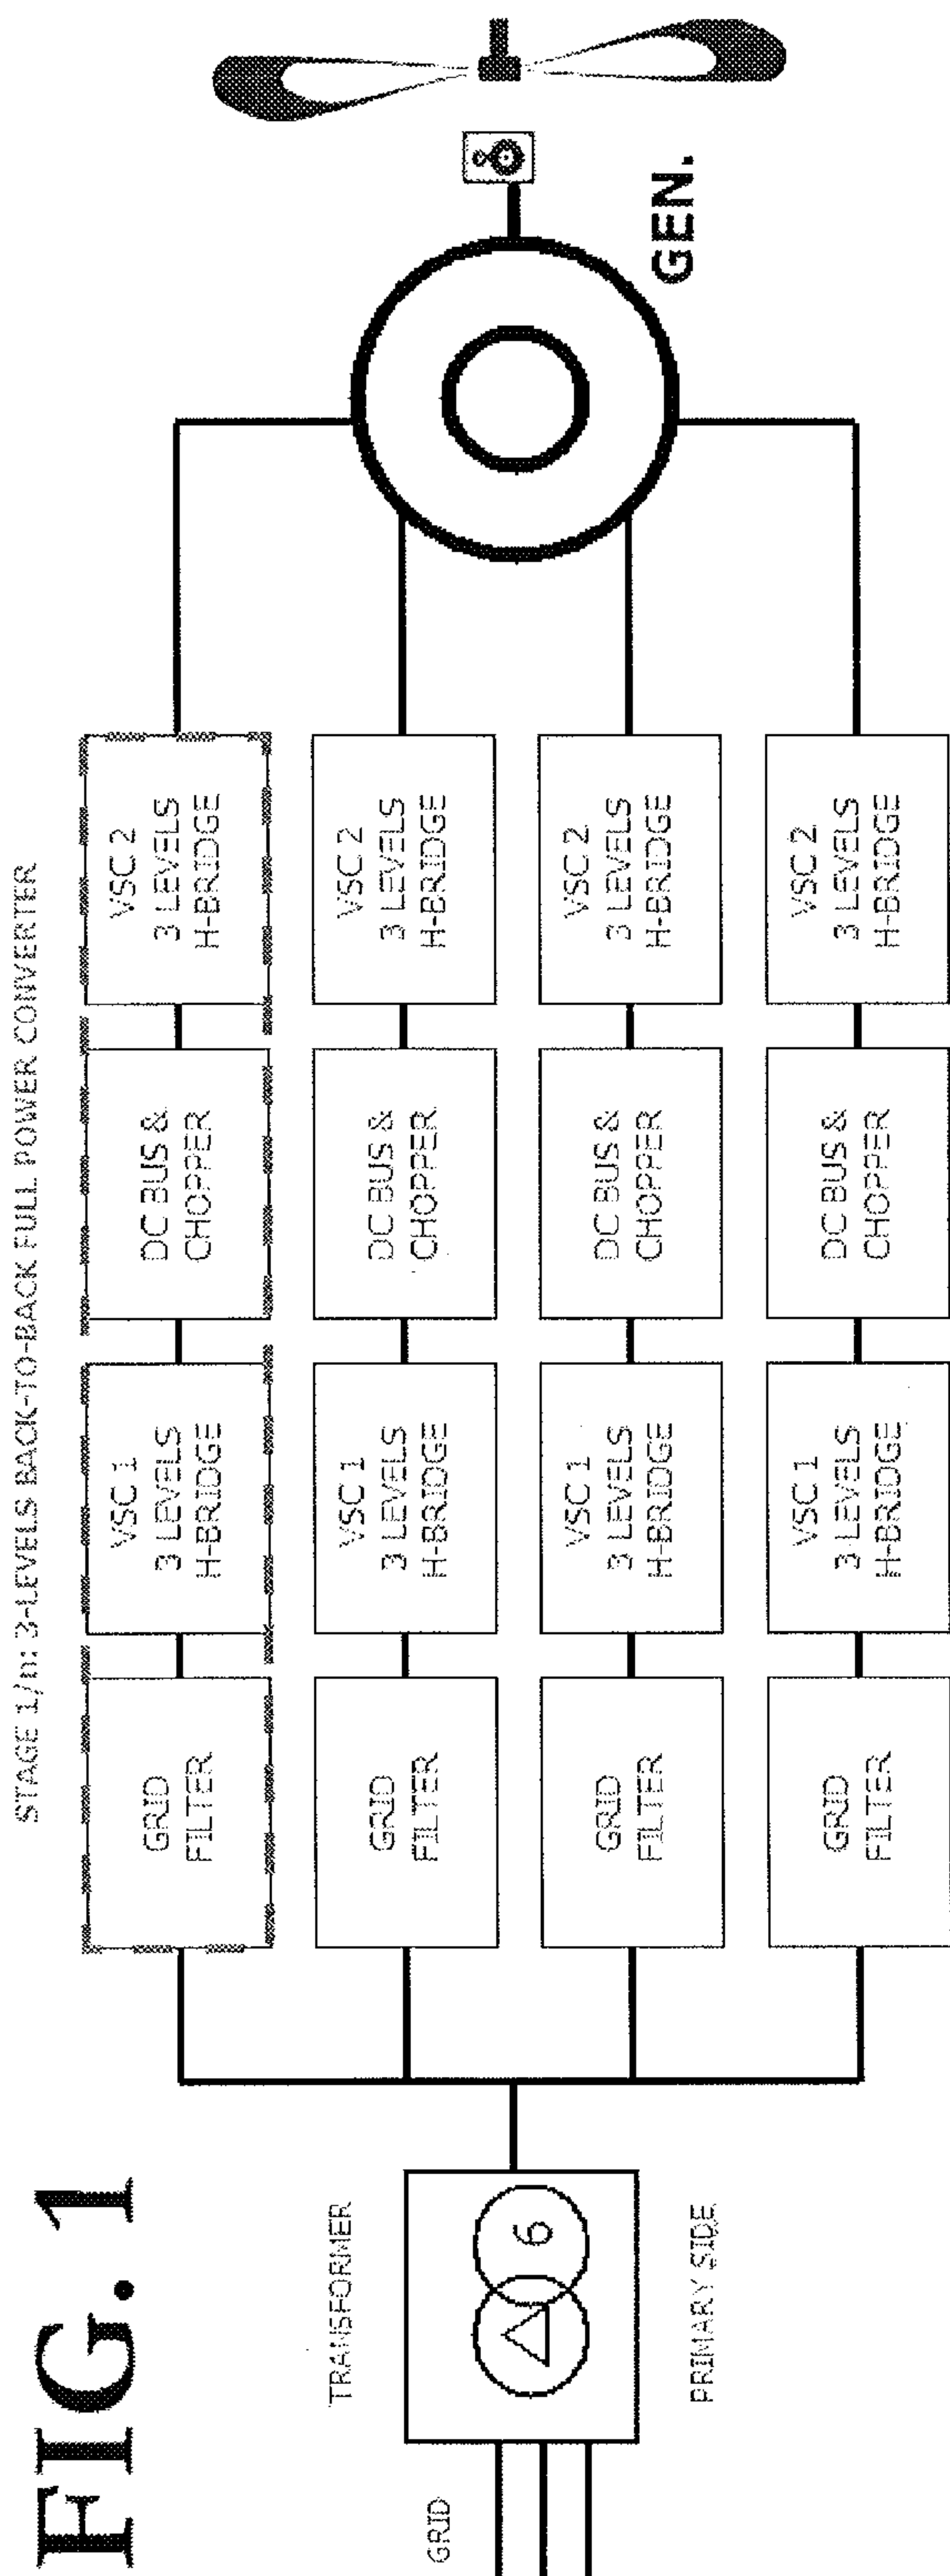 FIG. 1
STAGE 1/n: 3-LEVELS BACK-TO-BACK FULL POWER CONVERTER
GRID
FILTER
VSC 1
3 LEVELS
H-BRIDGE
DC BUS &
CHOPPER
VSC 2
3 LEVELS
H-BRIDGE
GRID
FILTER
VSC 1
3 LEVELS
H-BRIDGE
DC BUS &
CHOPPER
VSC 2
3 LEVELS
H-BRIDGE
GRID
FILTER
VSC 1
3 LEVELS
H-BRIDGE
DC BUS &
CHOPPER
VSC 2
3 LEVELS
H-BRIDGE
GRID
FILTER
VSC 1
3 LEVELS
H-BRIDGE
DC BUS &
CHOPPER
VSC 2
3 LEVELS
H-BRIDGE
TRANSFORMER
GRID
6
PRIMARY SIDE
8
GEN.